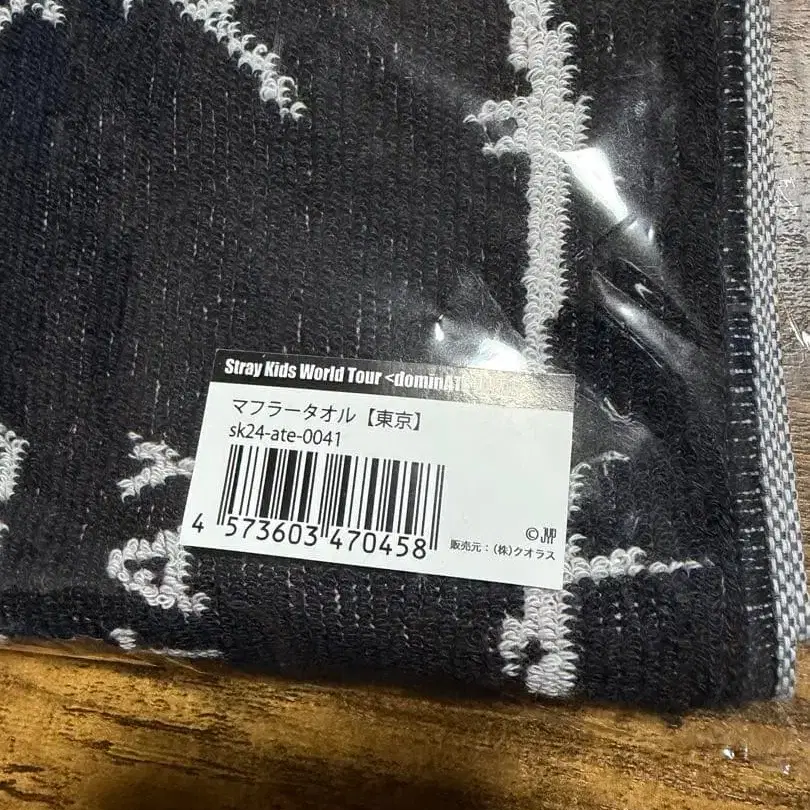 Stray Kids World Tour
マフラータオル【東京】
sk24-ate-0041
4 573603 470458
© JYP
販売元：(株)クオラス